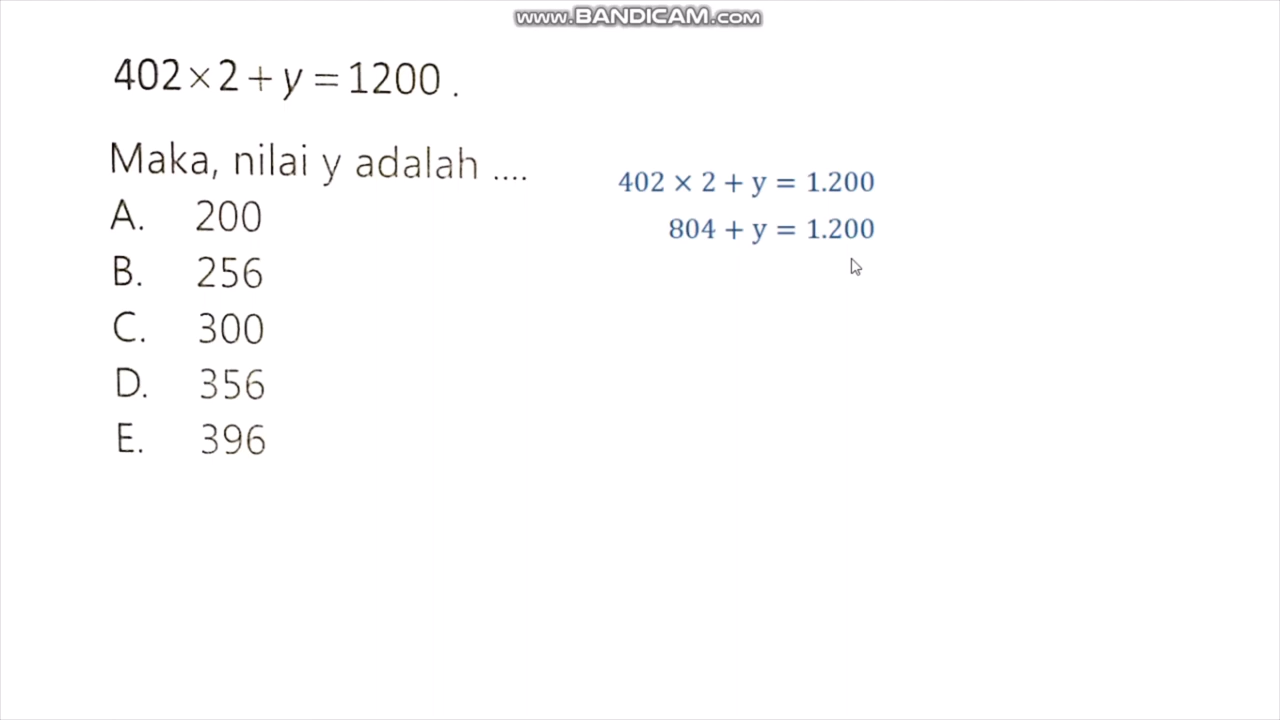 www.BANDICAM.com
402×2+y=1200 .
Maka, nilai y adalah ....
A. 200
B. 256
C. 300
D. 356
E. 396
402 × 2 + y = 1.200
804 + y = 1.200